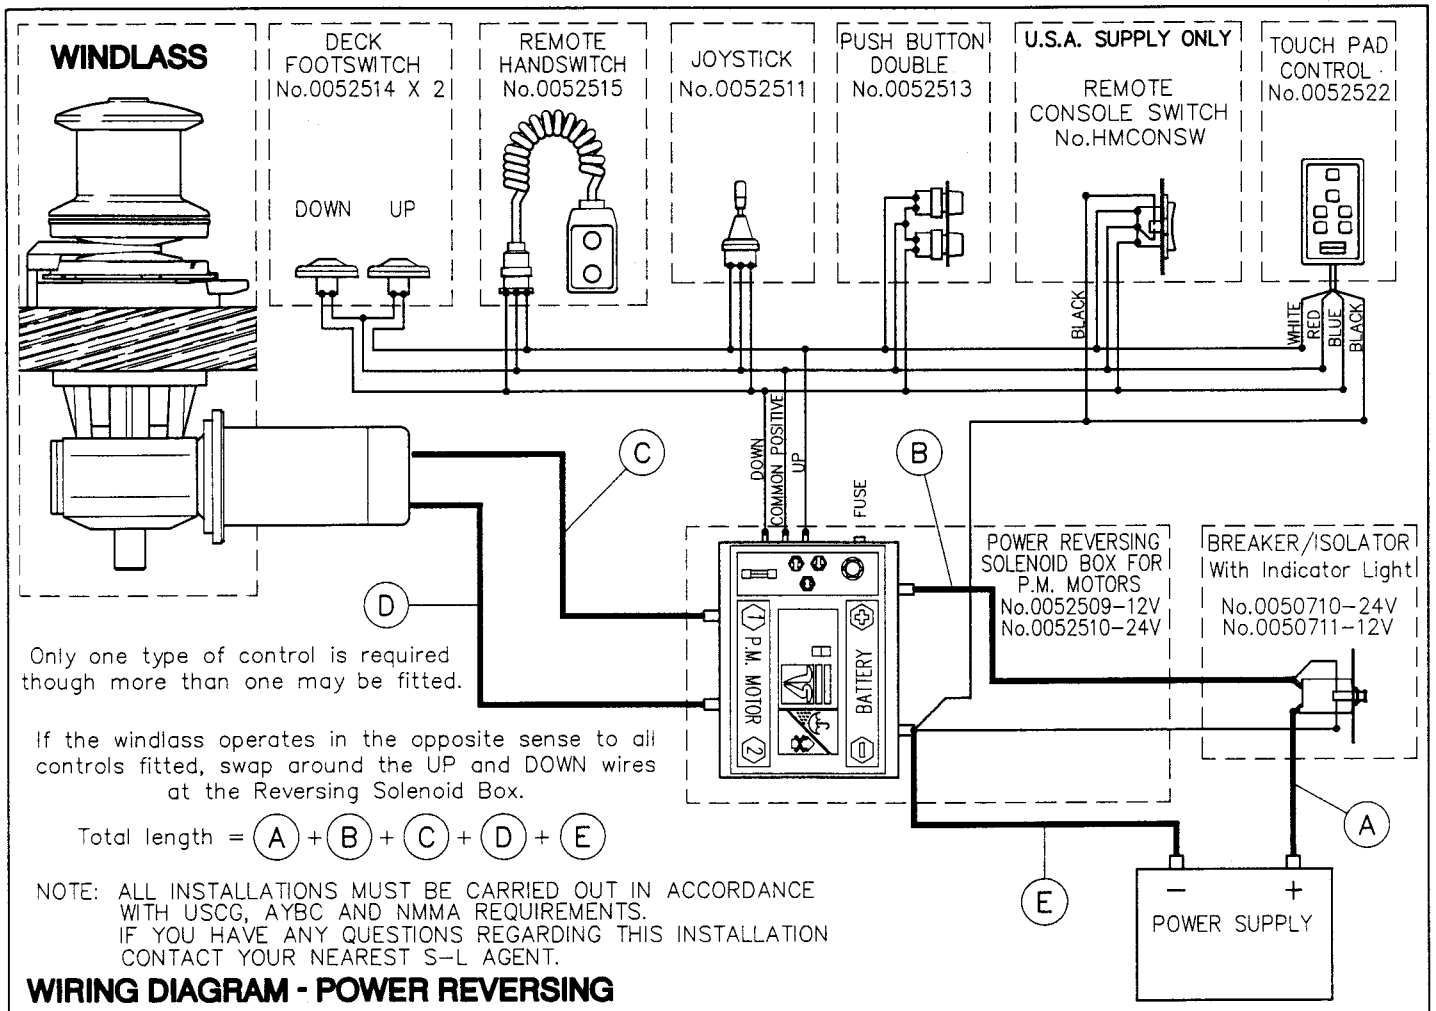 WINDLASS
DECK
FOOTSWITCH
No.0052514 X 2
DOWN UP
REMOTE
HANDSWITCH
No.0052515
JOYSTICK
No.0052511
PUSH BUTTON
DOUBLE
No.0052513
U.S.A. SUPPLY ONLY
REMOTE
CONSOLE SWITCH
No.HMCONSW
TOUCH PAD
CONTROL
No.0052522
BLACK
WHITE
RED
BLUE
BLACK
DOWN
COMMON POSITIVE
UP
FUSE
C
B
D
POWER REVERSING
SOLENOID BOX FOR
P.M. MOTORS
No.0052509-12V
No.0052510-24V
BREAKER/ISOLATOR
With Indicator Light
No.0050710-24V
No.0050711-12V
1 P.M. MOTOR 2
+ BATTERY -
Only one type of control is required
though more than one may be fitted.
If the windlass operates in the opposite sense to all
controls fitted, swap around the UP and DOWN wires
at the Reversing Solenoid Box.
Total length = A + B + C + D + E
A
E
- +
POWER SUPPLY
NOTE: ALL INSTALLATIONS MUST BE CARRIED OUT IN ACCORDANCE
WITH USCG, AYBC AND NMMA REQUIREMENTS.
IF YOU HAVE ANY QUESTIONS REGARDING THIS INSTALLATION
CONTACT YOUR NEAREST S-L AGENT.
WIRING DIAGRAM - POWER REVERSING